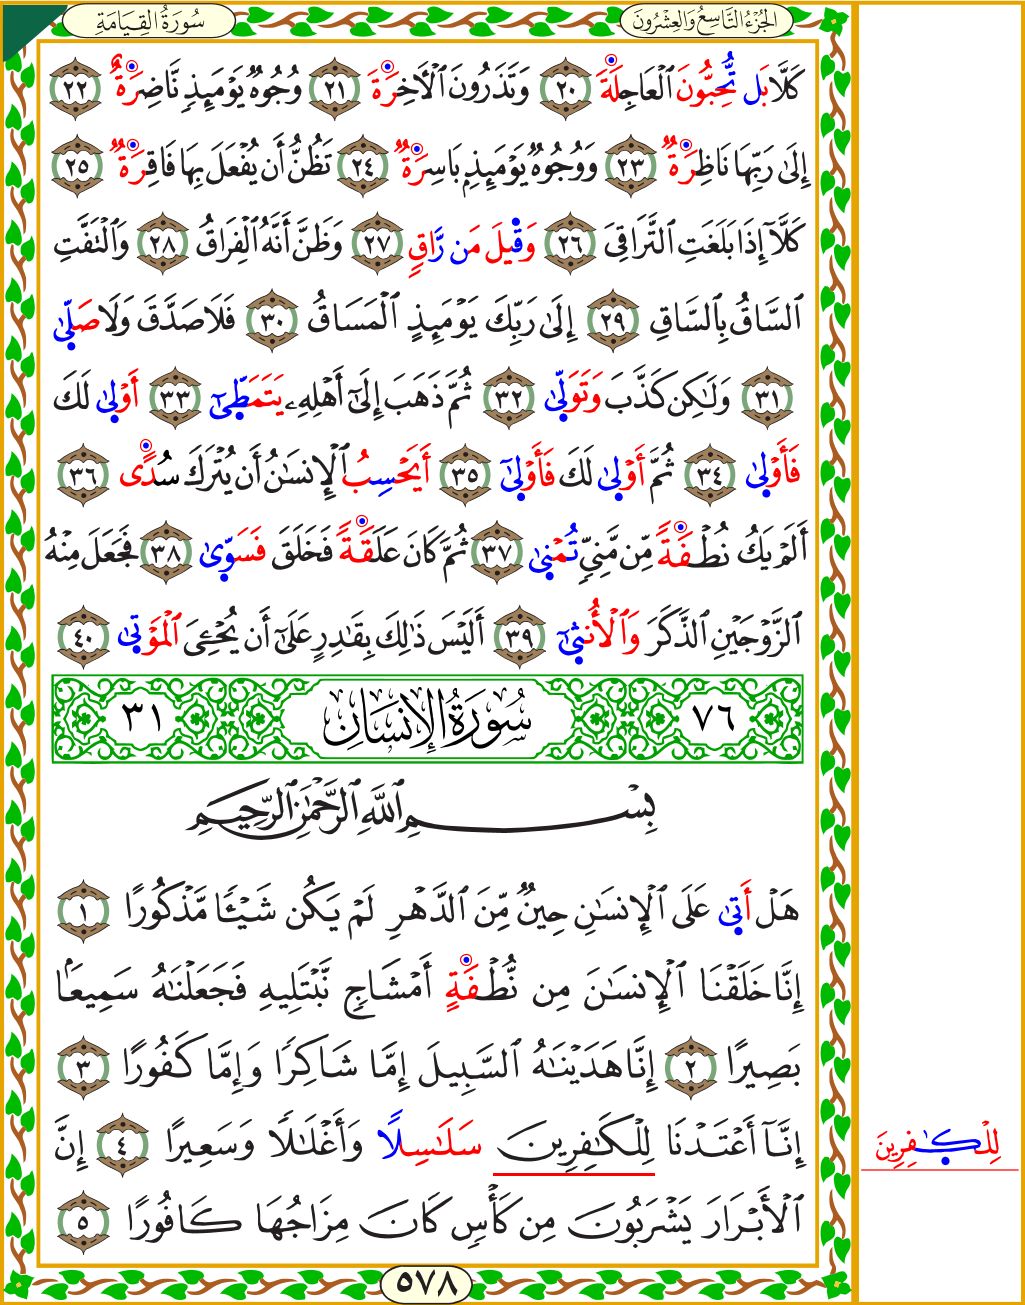 سُورَةُ القِيَامَةِ
الجُزْءُ التَّاسِعُ وَالعِشْرُونَ
كَلَّا بَل تُّحِبُّونَ ٱلْعَاجِلَةَ ٢٠ وَتَذَرُونَ ٱلْأَخِرَةَ ٢١ وُجُوهٌ يَوْمَئِذٍ نَّاضِرَةٌ ٢٢
إِلَىٰ رَبِّهَا نَاظِرَةٌ ٢٣ وَوُجُوهٌ يَوْمَئِذٍۭ بَاسِرَةٌ ٢٤ تَظُنُّ أَن يُفْعَلَ بِهَا فَاقِرَةٌ ٢٥
كَلَّآ إِذَا بَلَغَتِ ٱلتَّرَاقِىَ ٢٦ وَقِيلَ مَن رَّاقٍ ٢٧ وَظَنَّ أَنَّهُ ٱلْفِرَاقُ ٢٨ وَٱلْتَفَّتِ
ٱلسَّاقُ بِٱلسَّاقِ ٢٩ إِلَىٰ رَبِّكَ يَوْمَئِذٍ ٱلْمَسَاقُ ٣٠ فَلَا صَدَّقَ وَلَا صَلَّىٰ
٣١ وَلَٰكِن كَذَّبَ وَتَوَلَّىٰ ٣٢ ثُمَّ ذَهَبَ إِلَىٰٓ أَهْلِهِۦ يَتَمَطَّىٰٓ ٣٣ أَوْلَىٰ لَكَ
فَأَوْلَىٰ ٣٤ ثُمَّ أَوْلَىٰ لَكَ فَأَوْلَىٰٓ ٣٥ أَيَحْسِبُ ٱلْإِنسَٰنُ أَن يُتْرَكَ سُدًى ٣٦
أَلَمْ يَكُ نُطْفَةً مِّن مَّنِىٍّ تُمْنَىٰ ٣٧ ثُمَّ كَانَ عَلَقَةً فَخَلَقَ فَسَوَّىٰ ٣٨ فَجَعَلَ مِنْهُ
ٱلزَّوْجَيْنِ ٱلذَّكَرَ وَٱلْأُنثَىٰٓ ٣٩ أَلَيْسَ ذَٰلِكَ بِقَٰدِرٍ عَلَىٰٓ أَن يُحْـِۧىَ ٱلْمَوْتَىٰ ٤٠
٧٦ سُورَةُ الإِنسَانِ ٣١
بِسْمِ ٱللَّهِ ٱلرَّحْمَٰنِ ٱلرَّحِيمِ
هَلْ أَتَىٰ عَلَى ٱلْإِنسَٰنِ حِينٌ مِّنَ ٱلدَّهْرِ لَمْ يَكُن شَيْـًٔا مَّذْكُورًا ١
إِنَّا خَلَقْنَا ٱلْإِنسَٰنَ مِن نُّطْفَةٍ أَمْشَاجٍ نَّبْتَلِيهِ فَجَعَلْنَٰهُ سَمِيعًۢا
بَصِيرًا ٢ إِنَّا هَدَيْنَٰهُ ٱلسَّبِيلَ إِمَّا شَاكِرًا وَإِمَّا كَفُورًا ٣
إِنَّآ أَعْتَدْنَا لِلْكَٰفِرِينَ سَلَٰسِلًا وَأَغْلَٰلًا وَسَعِيرًا ٤ إِنَّ
ٱلْأَبْرَارَ يَشْرَبُونَ مِن كَأْسٍ كَانَ مِزَاجُهَا كَافُورًا ٥
لِلْكَٰفِرِينَ
٥٧٨